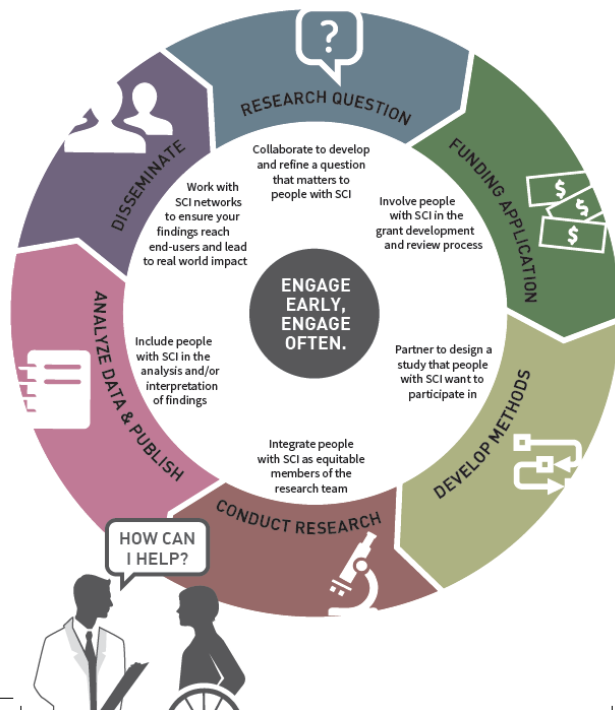 ?
RESEARCH QUESTION
Collaborate to develop
and refine a question
that matters to
people with SCI
FUNDING APPLICATION
$
$
$
Involve people
with SCI in the
grant development
and review process
DEVELOP METHODS
Partner to design a
study that people
with SCI want to
participate in
CONDUCT RESEARCH
Integrate people
with SCI as equitable
members of the
research team
ANALYZE DATA & PUBLISH
Include people
with SCI in the
analysis and/or
interpretation
of findings
DISSEMINATE
Work with
SCI networks
to ensure your
findings reach
end-users and lead
to real world impact
ENGAGE
EARLY,
ENGAGE
OFTEN.
HOW CAN
I HELP?